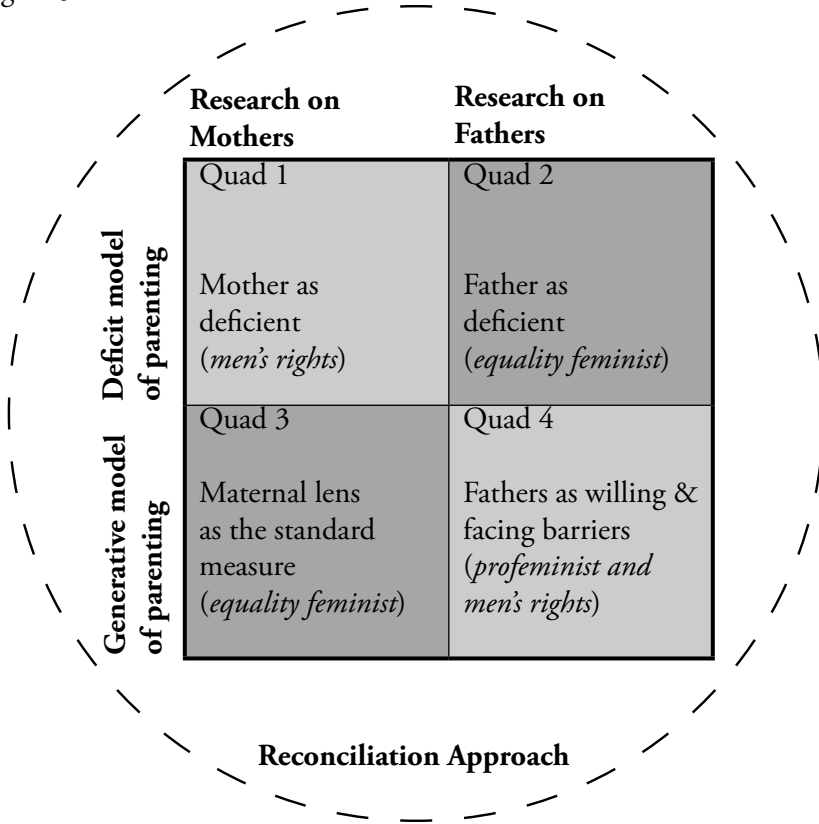 Research on
Mothers
Research on
Fathers
Deficit model
of parenting
Quad 1
Mother as
deficient
(men's rights)
Quad 2
Father as
deficient
(equality feminist)
Generative model
of parenting
Quad 3
Maternal lens
as the standard
measure
(equality feminist)
Quad 4
Fathers as willing &
facing barriers
(profeminist and
men's rights)
Reconciliation Approach